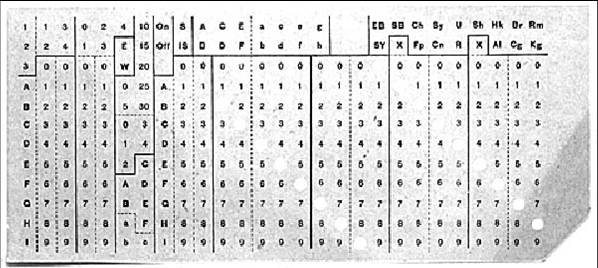 1 1 3 0 2 4 10 On S A C E a c e g EB SB Ch Sy U Sh Hk Br Rm
2 2 4 1 3 E 15 Off IS B D F b d f h SY X Fp Cn R X Al Cg Kg
3 0 0 0 0 W 20 0 0 0 0 0 0 0 0 0 0 0 0 0 0 0 0 0
A 1 1 1 1 0 25 A 1 1 1 1 1 1 1 1 1 1 1 1 1 1 1 1 1 1
B 2 2 2 2 5 30 B 2 2 2 2 2 2 2 2 2 2 2 2 2 2 2 2 2
C 3 3 3 3 0 3 C 3 3 3 3 3 3 3 3 3 3 3 3 3 3 3 3 3
D 4 4 4 4 1 4 D 4 4 4 4 4 4 4 4 4 4 4 4 4 4 4 4 4
E 5 5 5 5 2 C E 5 5 5 5 5 5 5 5 5 5 5 5 5 5 5 5
F 6 6 6 6 A D F 6 6 6 6 6 6 6 6 6 6 6 6 6 6 6 6 6
G 7 7 7 7 B E G 7 7 7 7 7 7 7 7 7 7 7 7 7 7 7 7
H 8 8 8 8 a F H 8 8 8 8 8 8 8 8 8 8 8 8 8 8 8 8 8
I 9 9 9 9 b c I 9 9 9 9 9 9 9 9 9 9 9 9 9 9 9 9 9